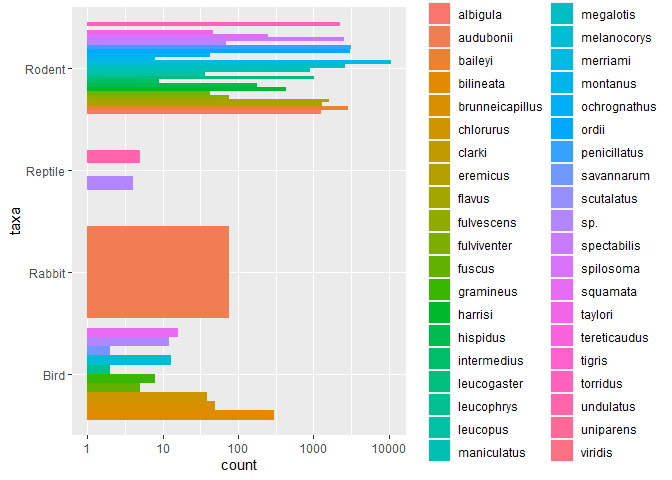 taxa
Rodent
Reptile
Rabbit
Bird
1
10
100
1000
10000
count
albigula
audubonii
baileyi
bilineata
brunneicapillus
chlorurus
clarki
eremicus
flavus
fulvescens
fulviventer
fuscus
gramineus
harrisi
hispidus
intermedius
leucogaster
leucophrys
leucopus
maniculatus
megalotis
melanocorys
merriami
montanus
ochrognathus
ordii
penicillatus
savannarum
scutalatus
sp.
spectabilis
spilosoma
squamata
taylori
tereticaudus
tigris
torridus
undulatus
uniparens
viridis